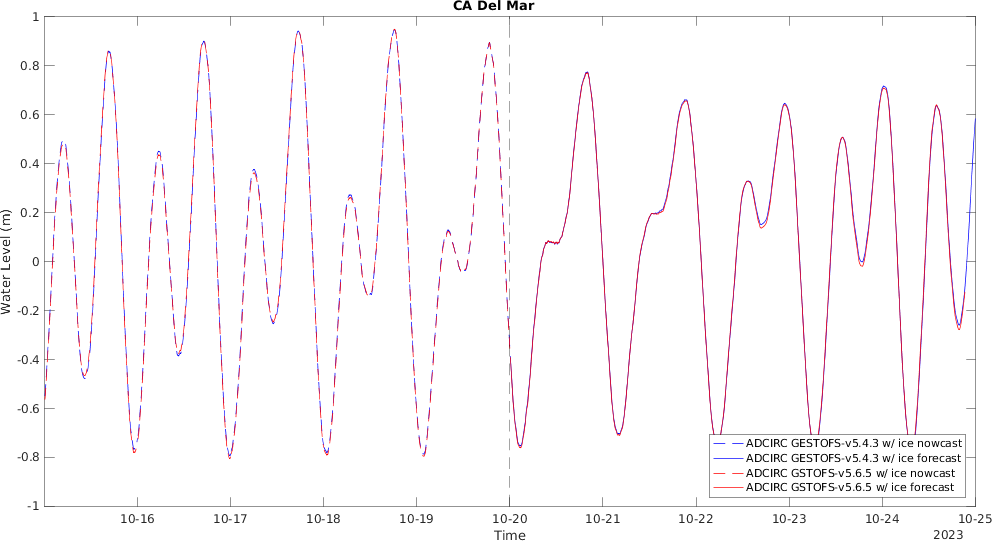 CA Del Mar
1
0.8
0.6
0.4
0.2
0
-0.2
-0.4
-0.6
-0.8
-1
Water Level (m)
ADCIRC GESTOFS-v5.4.3 w/ ice nowcast
ADCIRC GESTOFS-v5.4.3 w/ ice forecast
ADCIRC GSTOFS-v5.6.5 w/ ice nowcast
ADCIRC GSTOFS-v5.6.5 w/ ice forecast
10-16 10-17 10-18 10-19 10-20 10-21 10-22 10-23 10-24 10-25
Time
2023